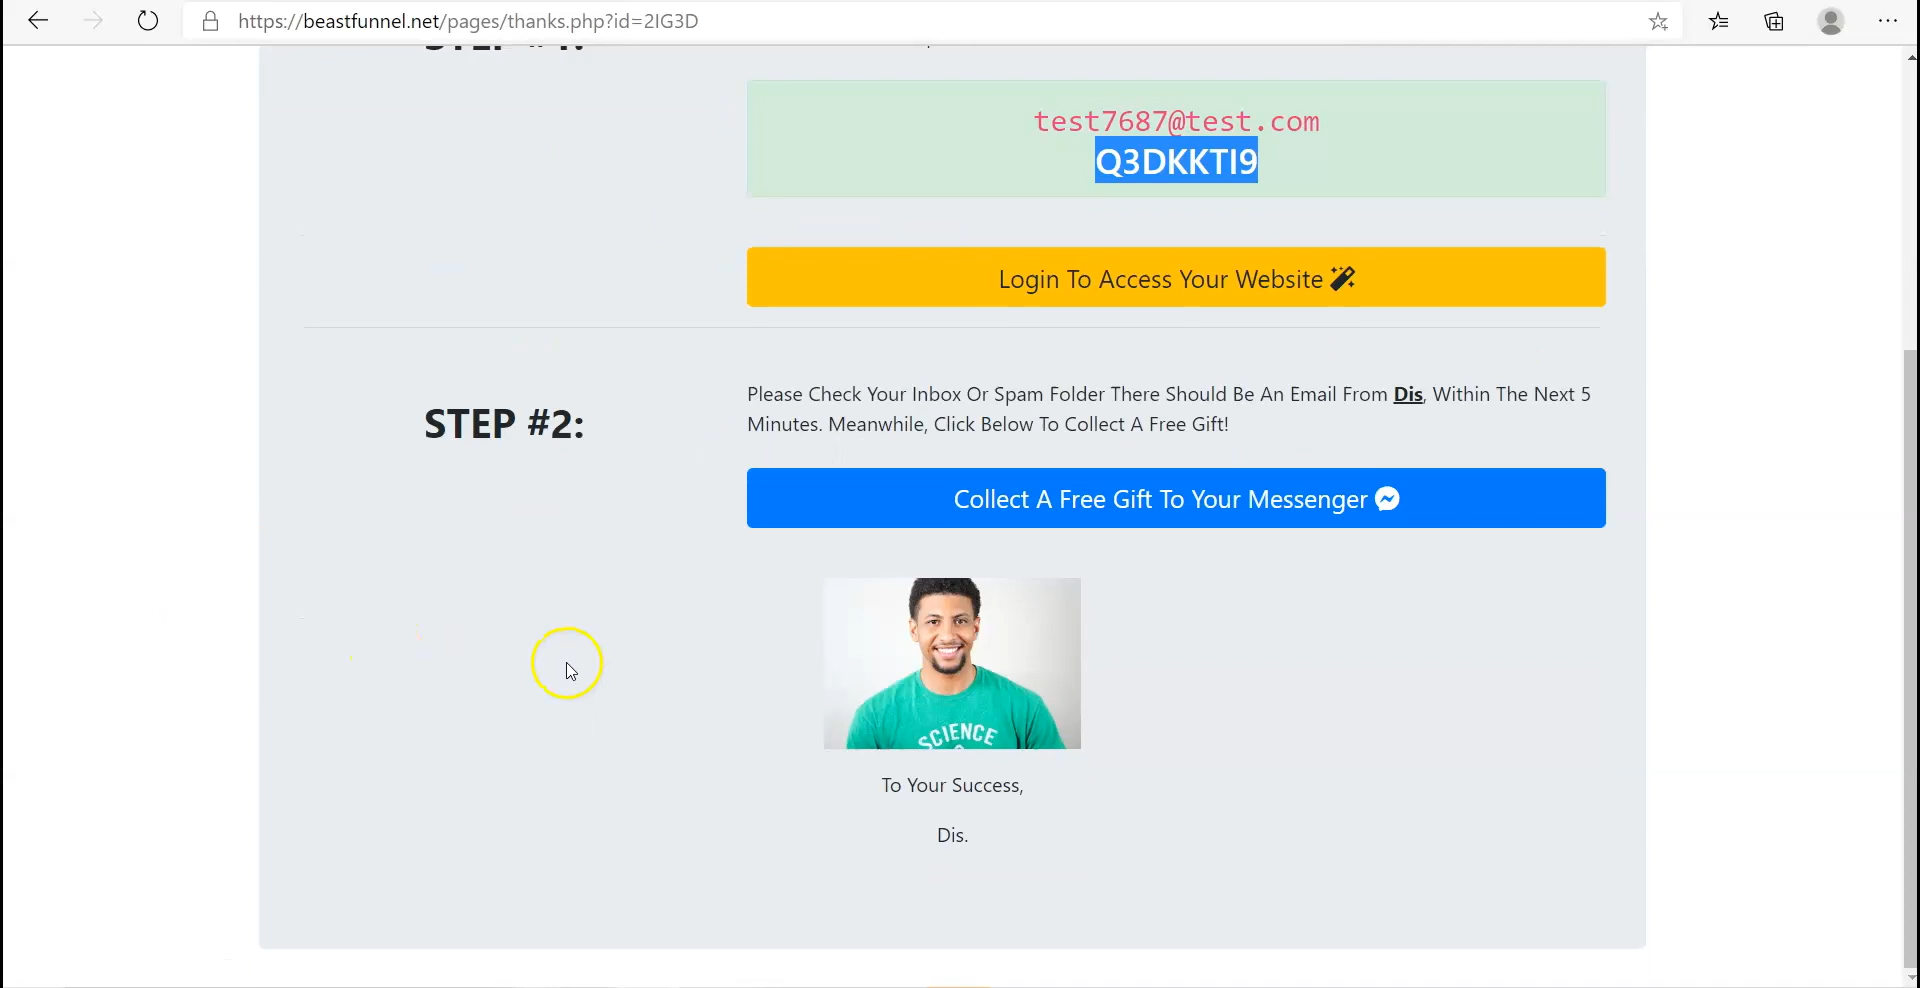 https://beastfunnel.net/pages/thanks.php?id=2IG3D
test7687@test.com
Q3DKKTI9
Login To Access Your Website
STEP #2:
Please Check Your Inbox Or Spam Folder There Should Be An Email From Dis, Within The Next 5
Minutes. Meanwhile, Click Below To Collect A Free Gift!
Collect A Free Gift To Your Messenger
SCIENCE
To Your Success,
Dis.